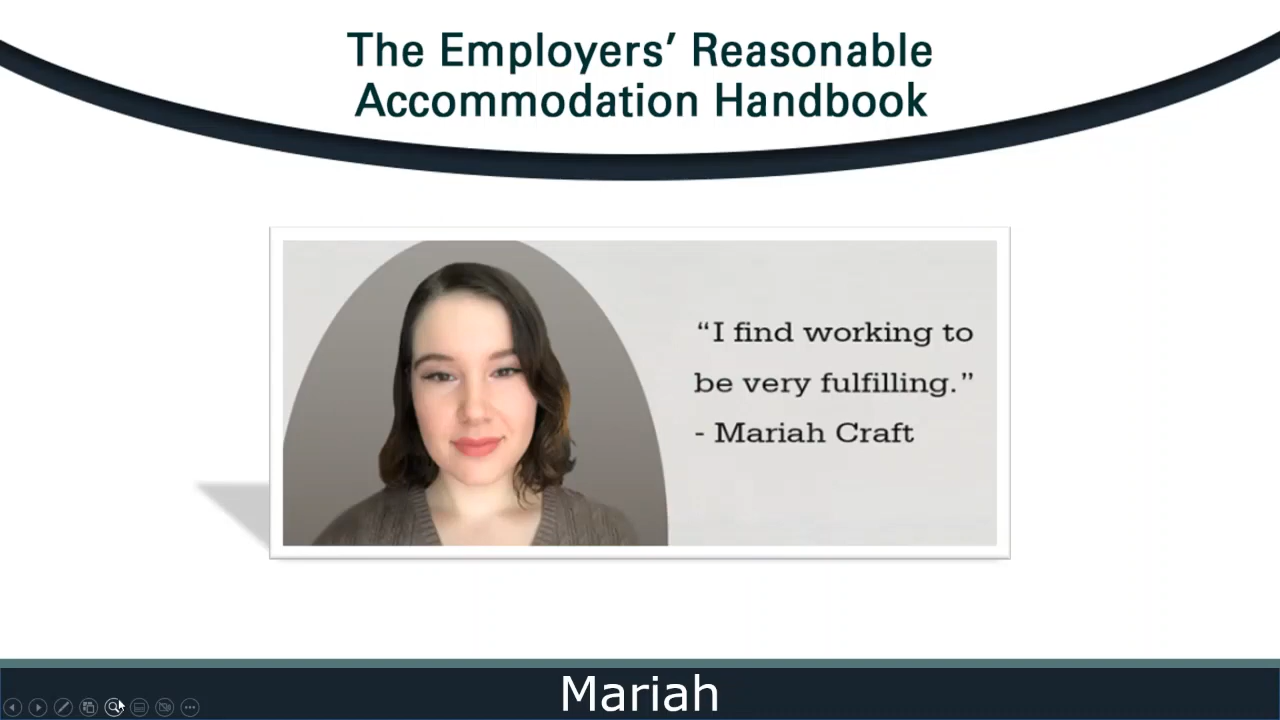 The Employers’ Reasonable
Accommodation Handbook
“I find working to
be very fulfilling.”
- Mariah Craft
Mariah